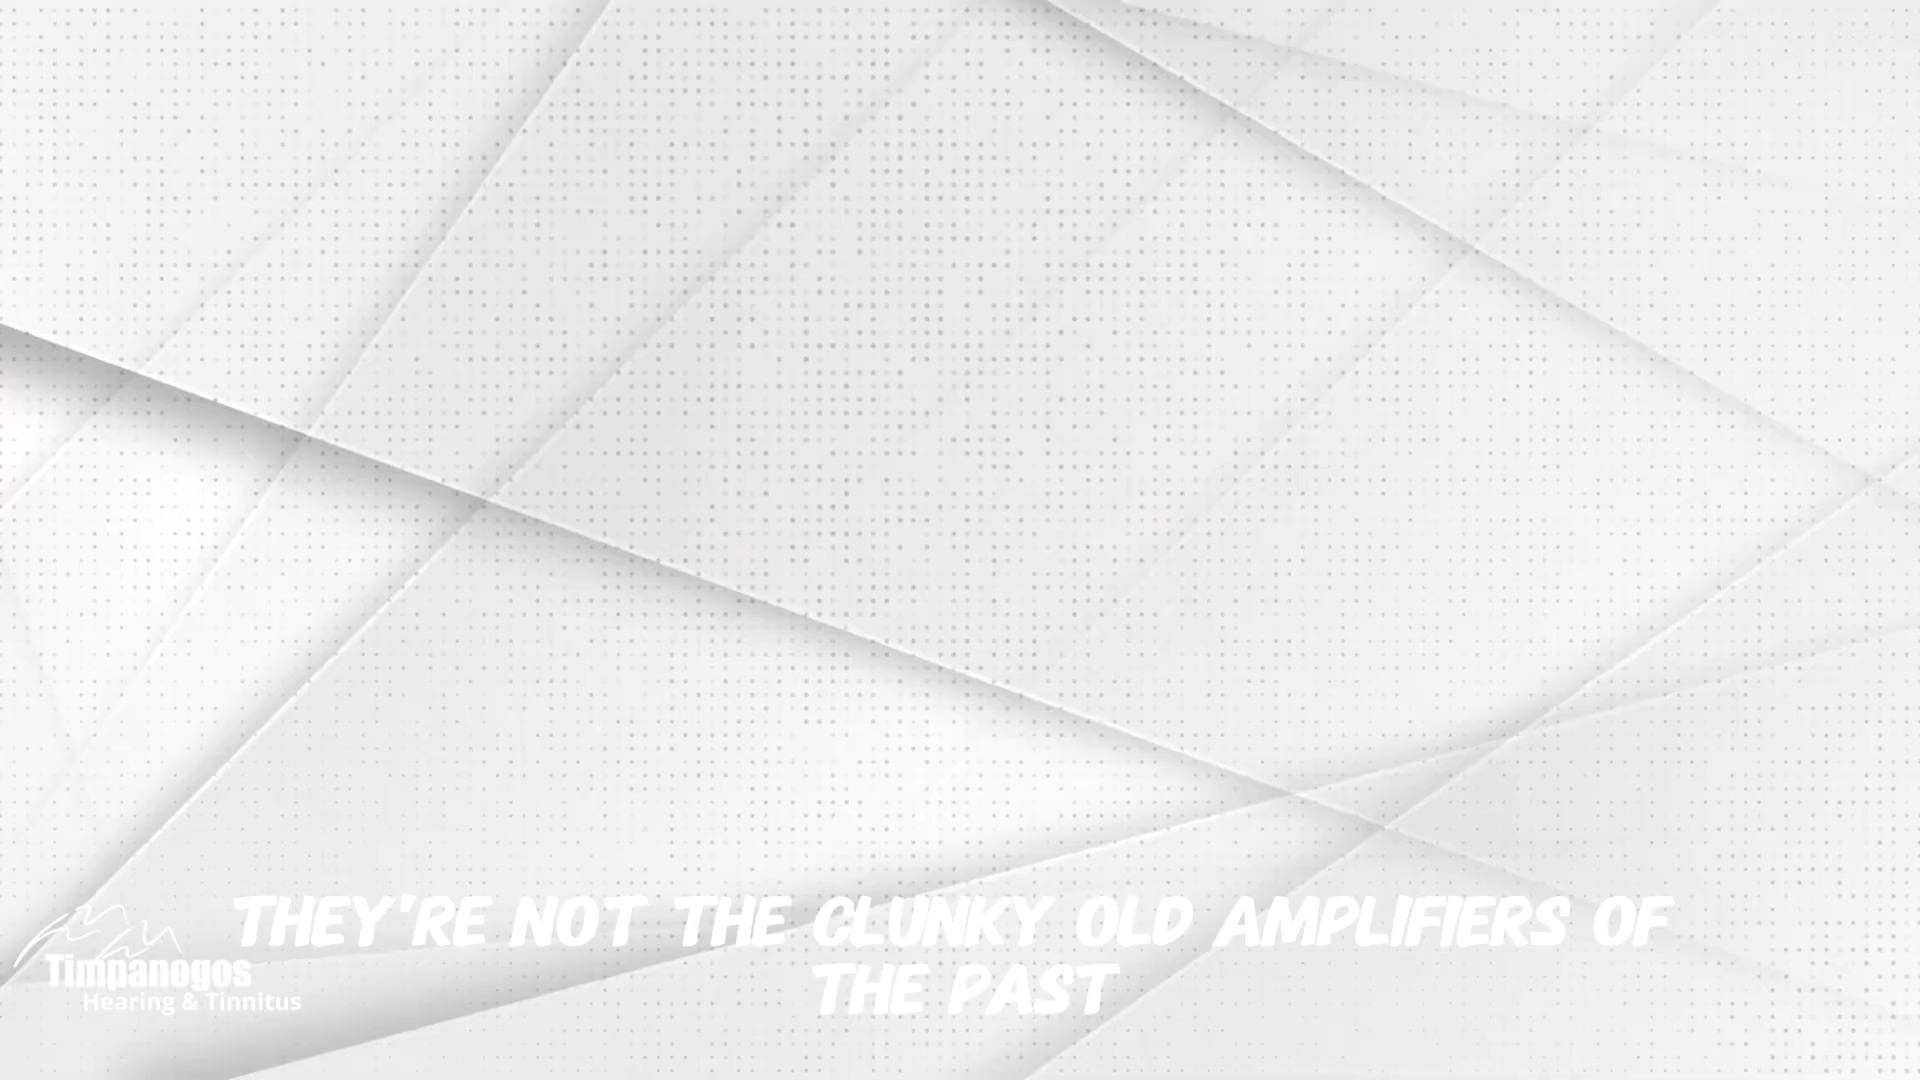 THEY'RE NOT THE CLUNKY OLD AMPLIFIERS OF
THE PAST
Timpanogos
Hearing & Tinnitus